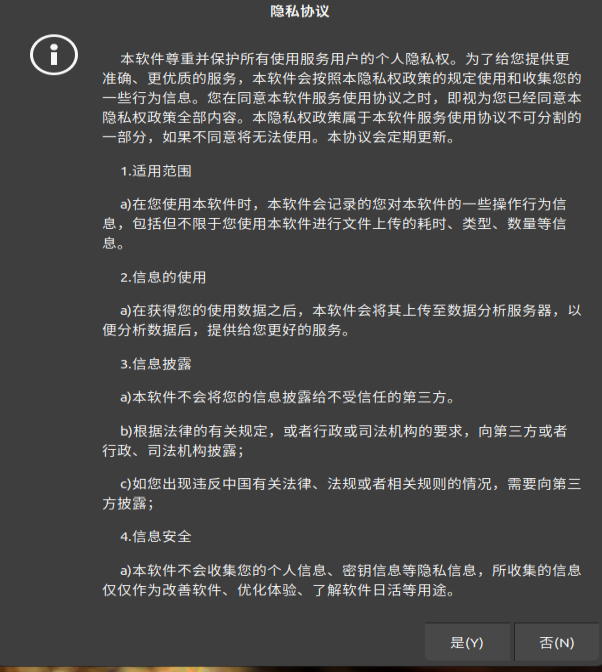 隐私协议
本软件尊重并保护所有使用服务用户的个人隐私权。为了给您提供更
准确、更优质的服务，本软件会按照本隐私权政策的规定使用和收集您的
一些行为信息。您在同意本软件服务使用协议之时，即视为您已经同意本
隐私权政策全部内容。本隐私权政策属于本软件服务使用协议不可分割的
一部分，如果不同意将无法使用。本协议会定期更新。
1.适用范围
a)在您使用本软件时，本软件会记录的您对本软件的一些操作行为信
息，包括但不限于您使用本软件进行文件上传的耗时、类型、数量等信
息。
2.信息的使用
a)在获得您的使用数据之后，本软件会将其上传至数据分析服务器，以
便分析数据后，提供给您更好的服务。
3.信息披露
a)本软件不会将您的信息披露给不受信任的第三方。
b)根据法律的有关规定，或者行政或司法机构的要求，向第三方或者
行政、司法机构披露；
c)如您出现违反中国有关法律、法规或者相关规则的情况，需要向第三
方披露；
4.信息安全
a)本软件不会收集您的个人信息、密钥信息等隐私信息，所收集的信息
仅仅作为改善软件、优化体验、了解软件日活等用途。
是(Y)
否(N)